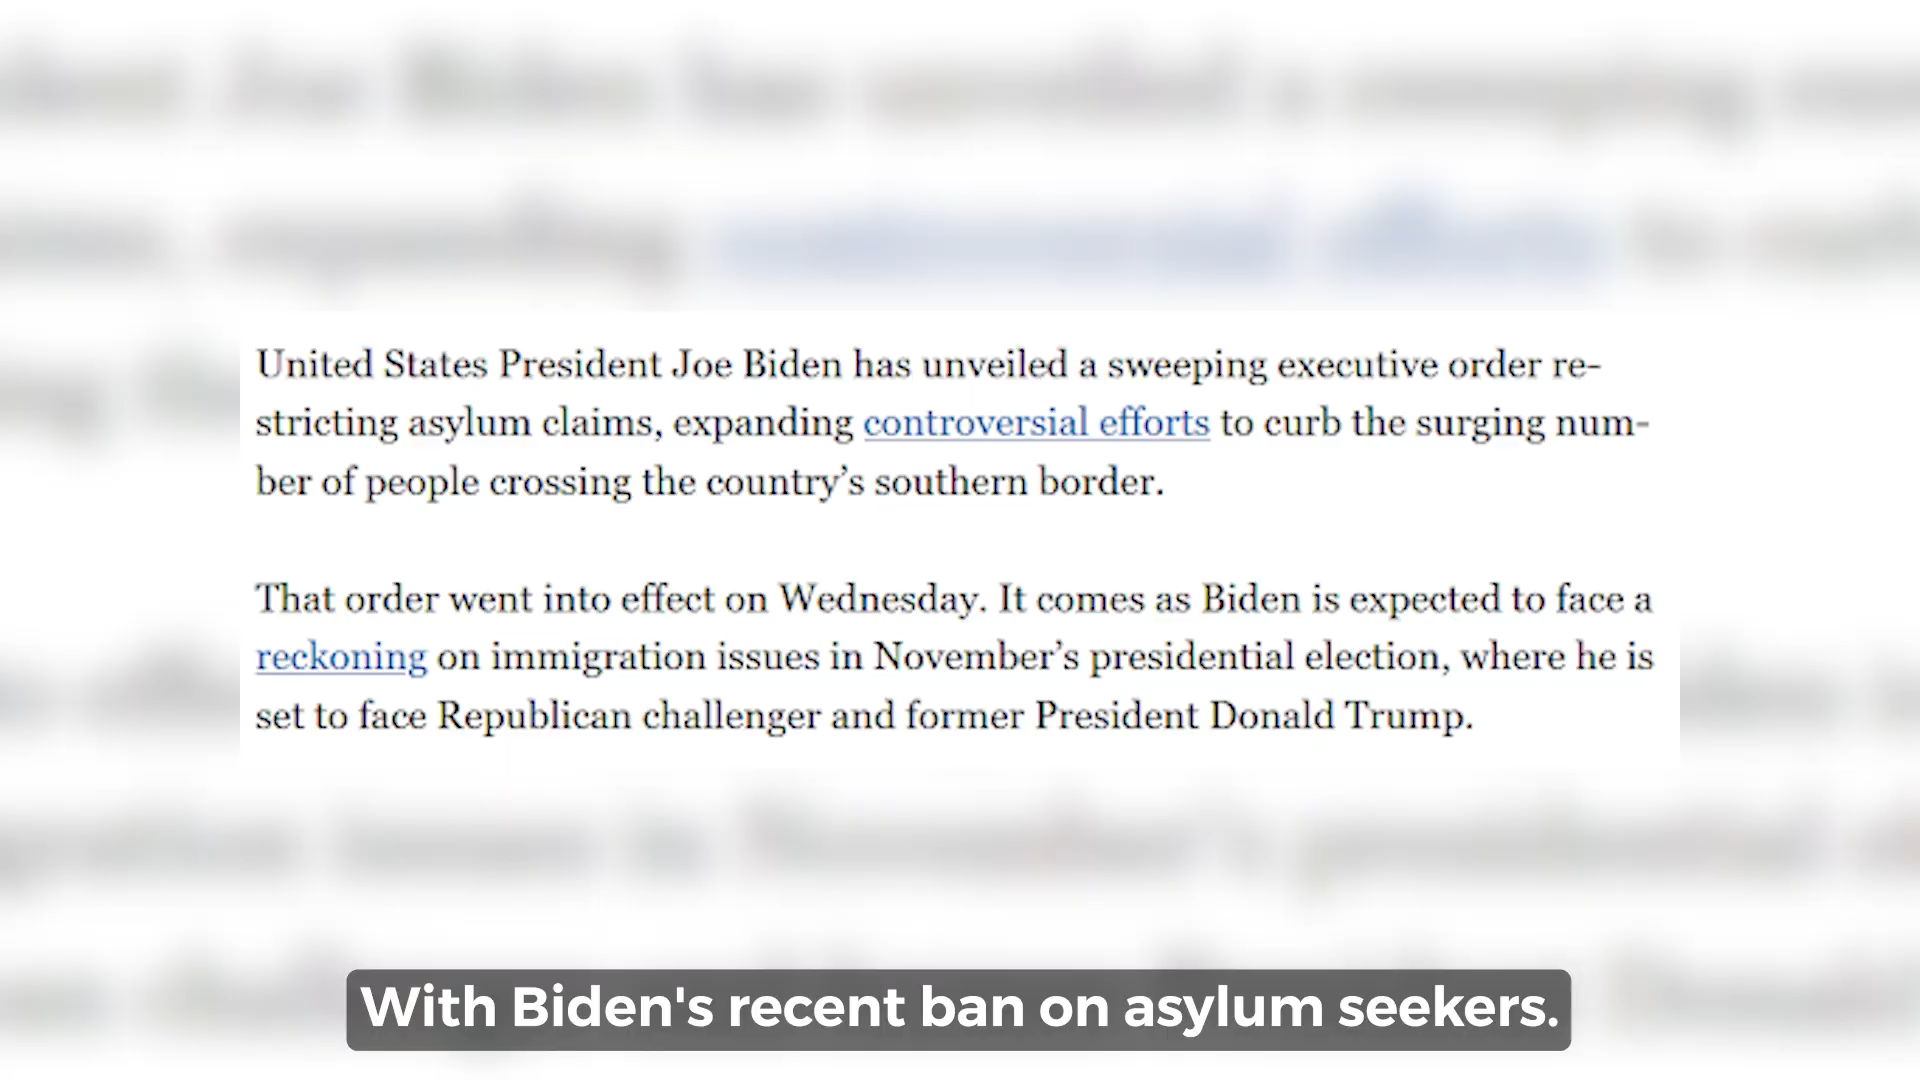 United States President Joe Biden has unveiled a sweeping executive order re-
stricting asylum claims, expanding controversial efforts to curb the surging num-
ber of people crossing the country's southern border.
That order went into effect on Wednesday. It comes as Biden is expected to face a
reckoning on immigration issues in November's presidential election, where he is
set to face Republican challenger and former President Donald Trump.
With Biden's recent ban on asylum seekers.